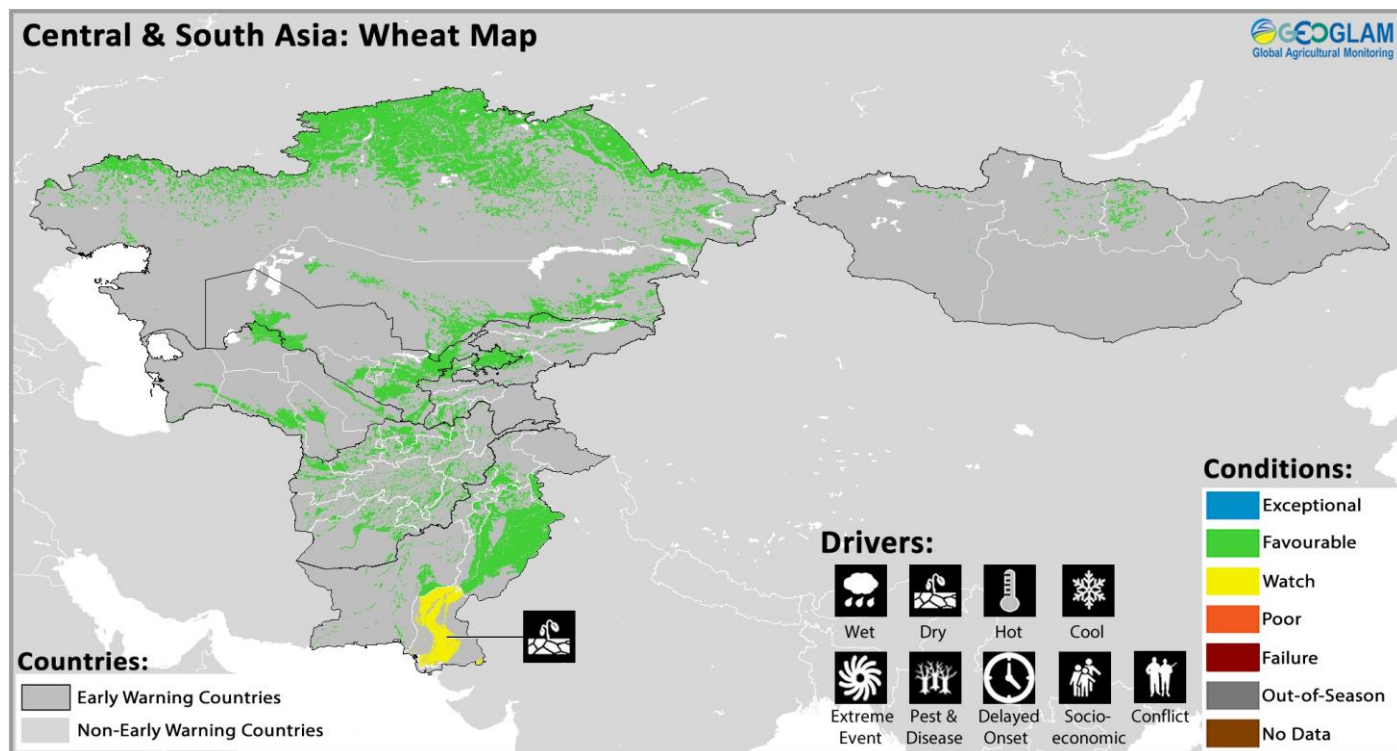 Central & South Asia: Wheat Map
GEOGLAM
Global Agricultural Monitoring
Countries:
Early Warning Countries
Non-Early Warning Countries
Drivers:
Wet
Dry
Hot
Cool
Extreme
Event
Pest &
Disease
Delayed
Onset
Socio-
economic
Conflict
Conditions:
Exceptional
Favourable
Watch
Poor
Failure
Out-of-Season
No Data